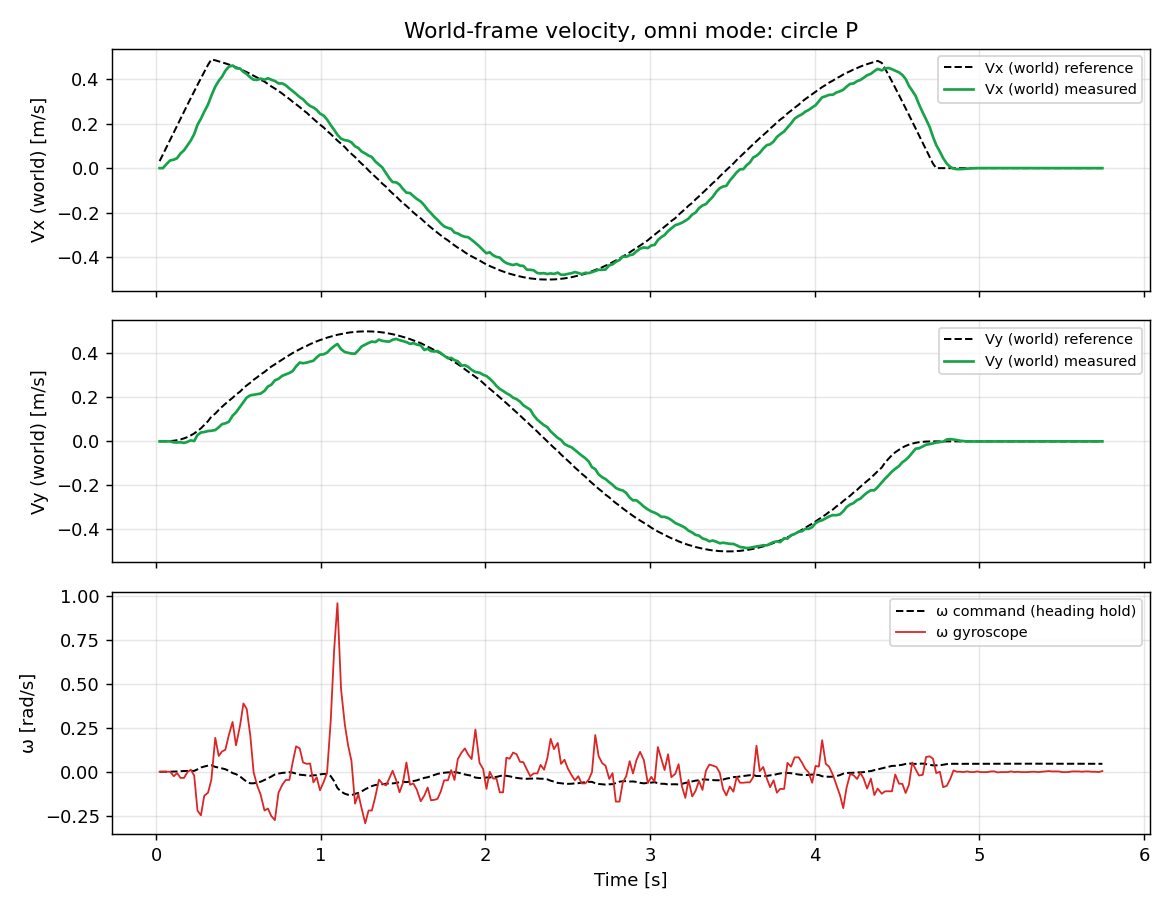 World-frame velocity, omni mode: circle P
Vx (world) [m/s]
0.4
0.2
0.0
−0.2
−0.4
Vx (world) reference
Vx (world) measured
Vy (world) [m/s]
0.4
0.2
0.0
−0.2
−0.4
Vy (world) reference
Vy (world) measured
ω [rad/s]
1.00
0.75
0.50
0.25
0.00
−0.25
ω command (heading hold)
ω gyroscope
0 1 2 3 4 5 6
Time [s]